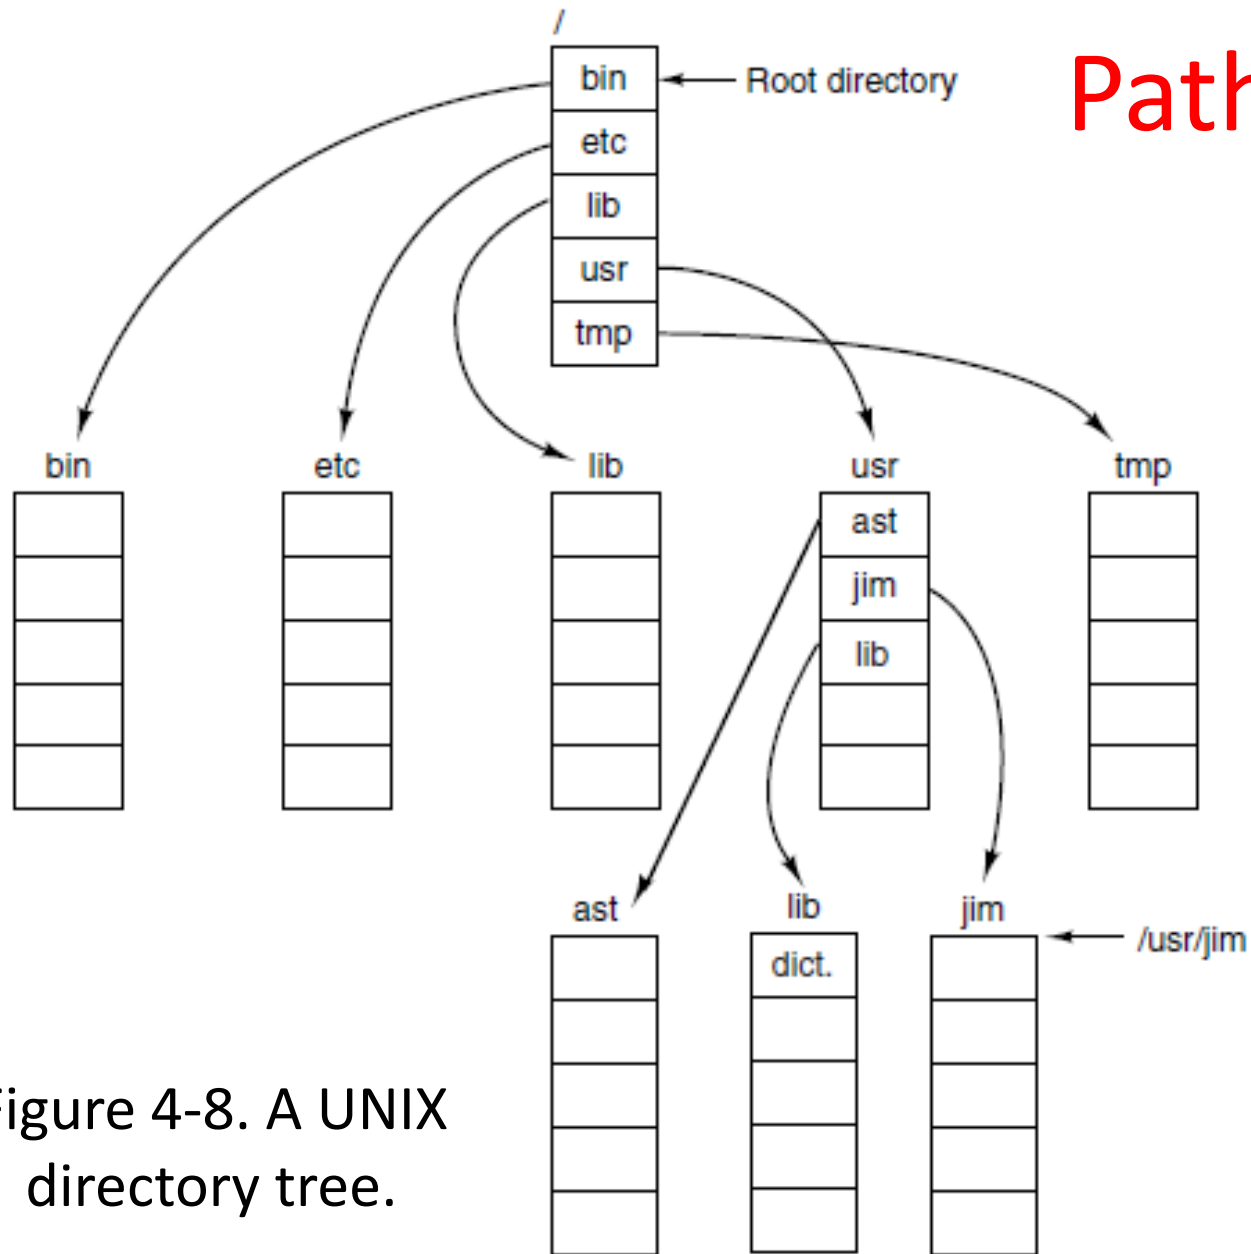 /
bin
Root directory
Path
etc
lib
usr
tmp
bin
etc
lib
usr
tmp
ast
jim
lib
ast
lib
jim
/usr/jim
dict.
Figure 4-8. A UNIX
directory tree.